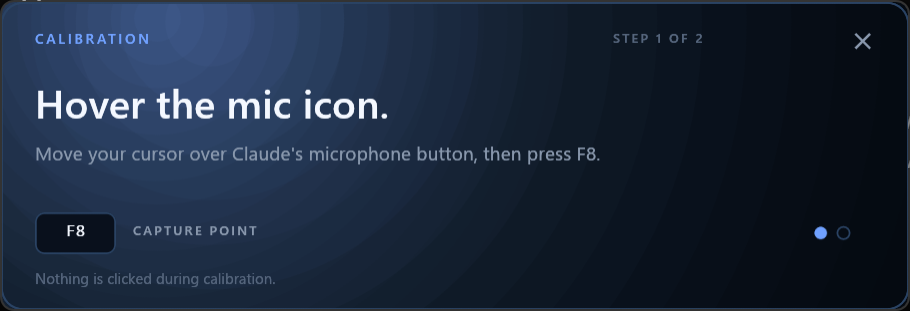 CALIBRATION
STEP 1 OF 2
Hover the mic icon.
Move your cursor over Claude's microphone button, then press F8.
F8
CAPTURE POINT
Nothing is clicked during calibration.